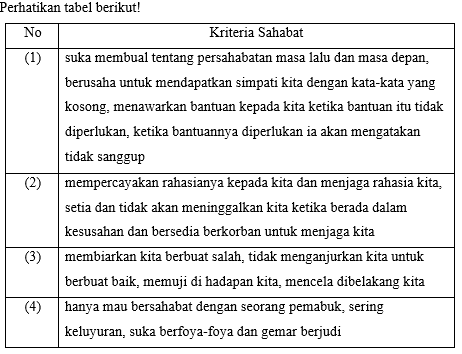 Perhatikan tabel berikut!
No Kriteria Sahabat
(1) suka membual tentang persahabatan masa lalu dan masa depan,
berusaha untuk mendapatkan simpati kita dengan kata-kata yang
kosong, menawarkan bantuan kepada kita ketika bantuan itu tidak
diperlukan, ketika bantuannya diperlukan ia akan mengatakan
tidak sanggup
(2) mempercayakan rahasianya kepada kita dan menjaga rahasia kita,
setia dan tidak akan meninggalkan kita ketika berada dalam
kesusahan dan bersedia berkorban untuk menjaga kita
(3) membiarkan kita berbuat salah, tidak menganjurkan kita untuk
berbuat baik, memuji di hadapan kita, mencela dibelakang kita
(4) hanya mau bersahabat dengan seorang pemabuk, sering
keluyuran, suka berfoya-foya dan gemar berjudi